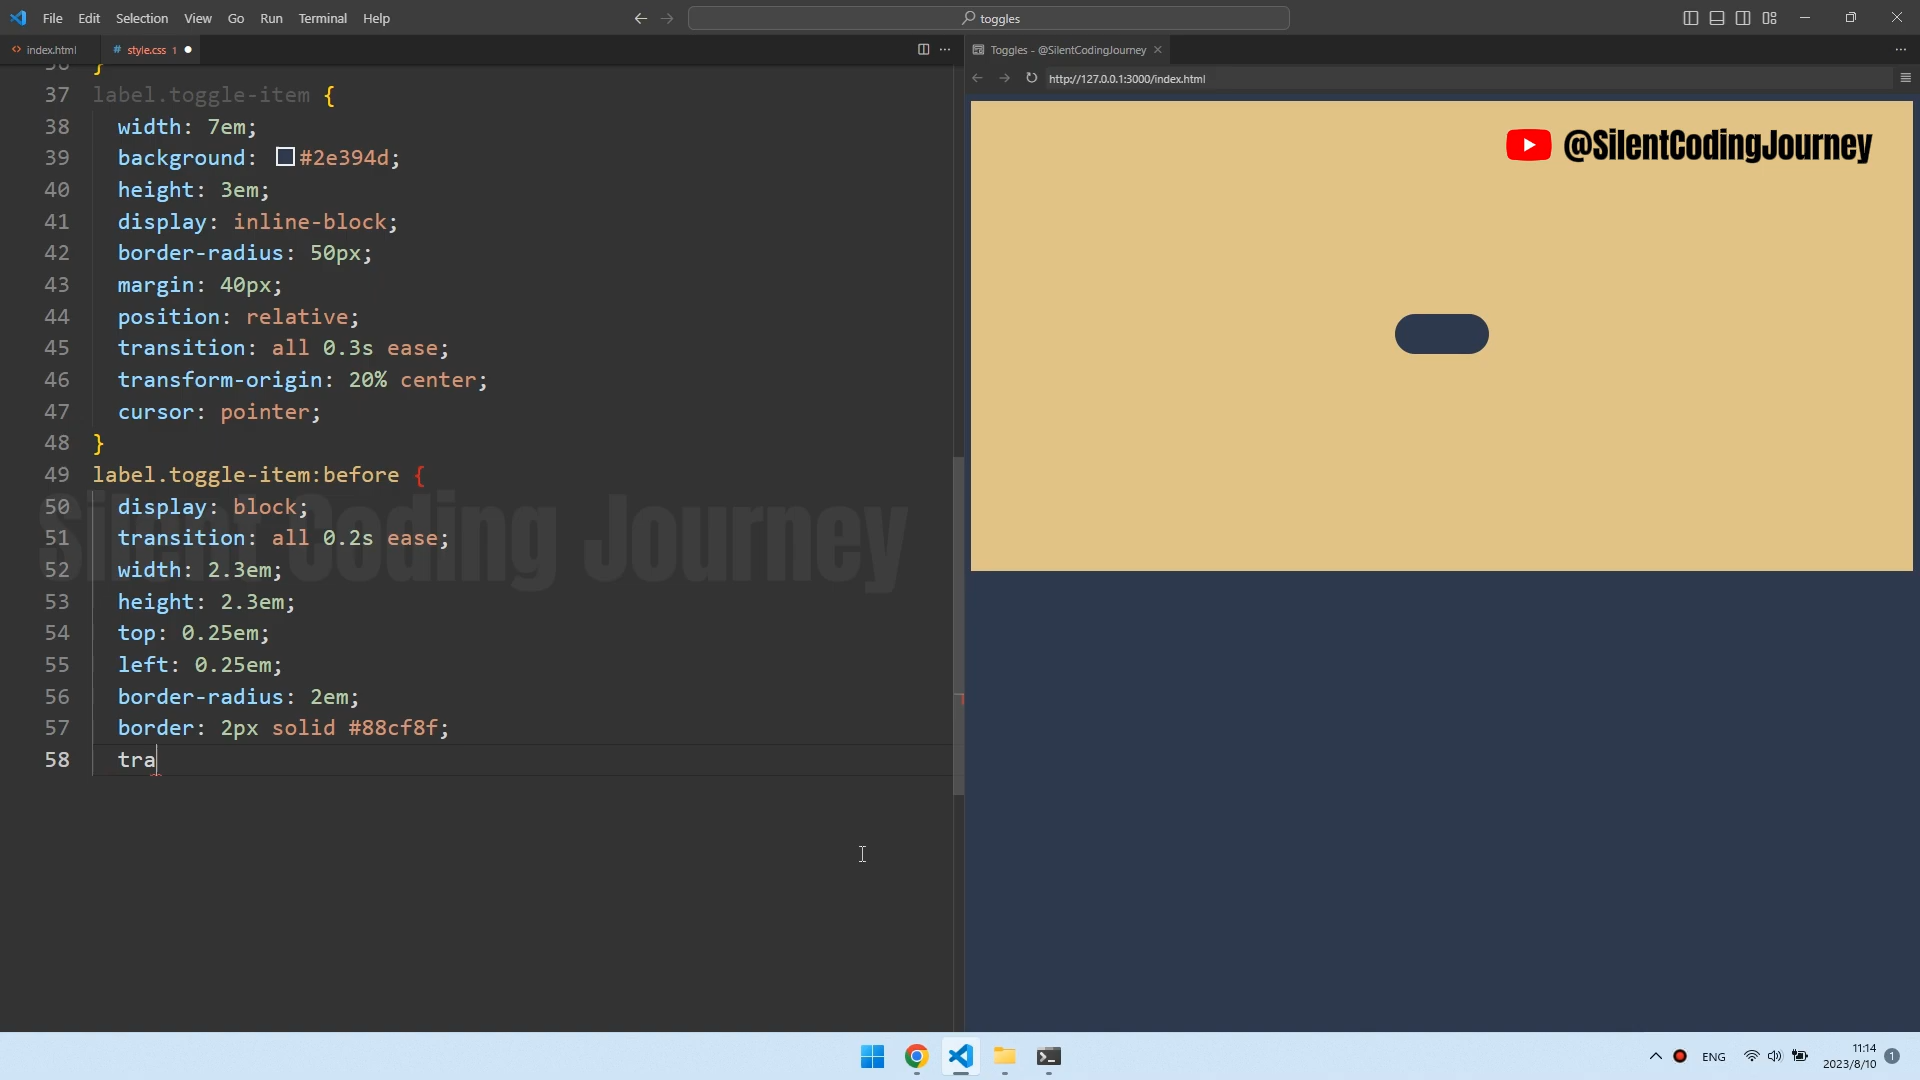 File Edit Selection View Go Run Terminal Help
toggles
index.html
# style.css 1
Toggles - @SilentCodingJourney
http://127.0.0.1:3000/index.html
36 }
37 label.toggle-item {
38 width: 7em;
39 background: #2e394d;
40 height: 3em;
41 display: inline-block;
42 border-radius: 50px;
43 margin: 40px;
44 position: relative;
45 transition: all 0.3s ease;
46 transform-origin: 20% center;
47 cursor: pointer;
48 }
49 label.toggle-item:before {
50 display: block;
51 transition: all 0.2s ease;
52 width: 2.3em;
53 height: 2.3em;
54 top: 0.25em;
55 left: 0.25em;
56 border-radius: 2em;
57 border: 2px solid #88cf8f;
58 tra
Silent Coding Journey
@SilentCodingJourney
ENG
11:14
2023/8/10
1